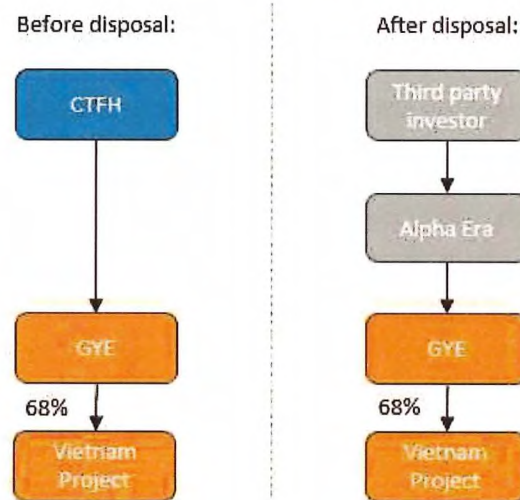 Before disposal:
CTFH
GYE
68%
Vietnam
Project
After disposal:
Third party
investor
Alpha Era
GYE
68%
Vietnam
Project